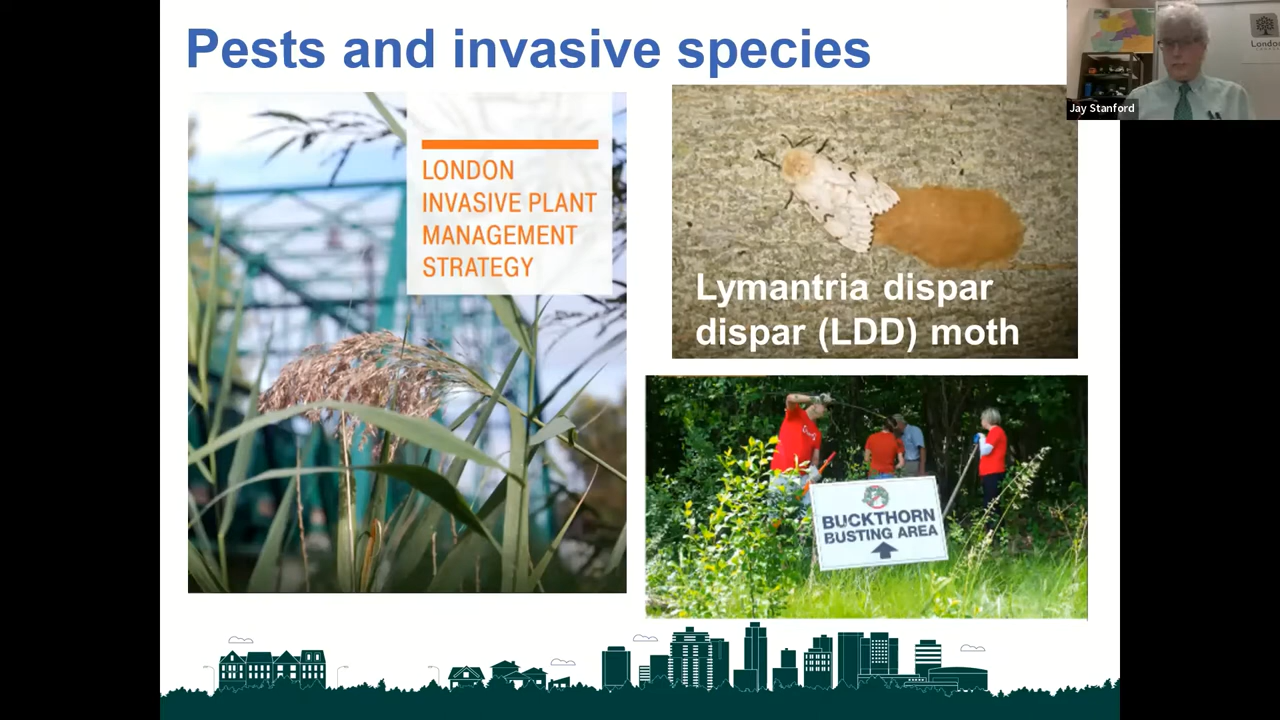 Pests and invasive species
LONDON
INVASIVE PLANT
MANAGEMENT
STRATEGY
Lymantria dispar
dispar (LDD) moth
BUCKTHORN
BUSTING AREA
Jay Stanford
London